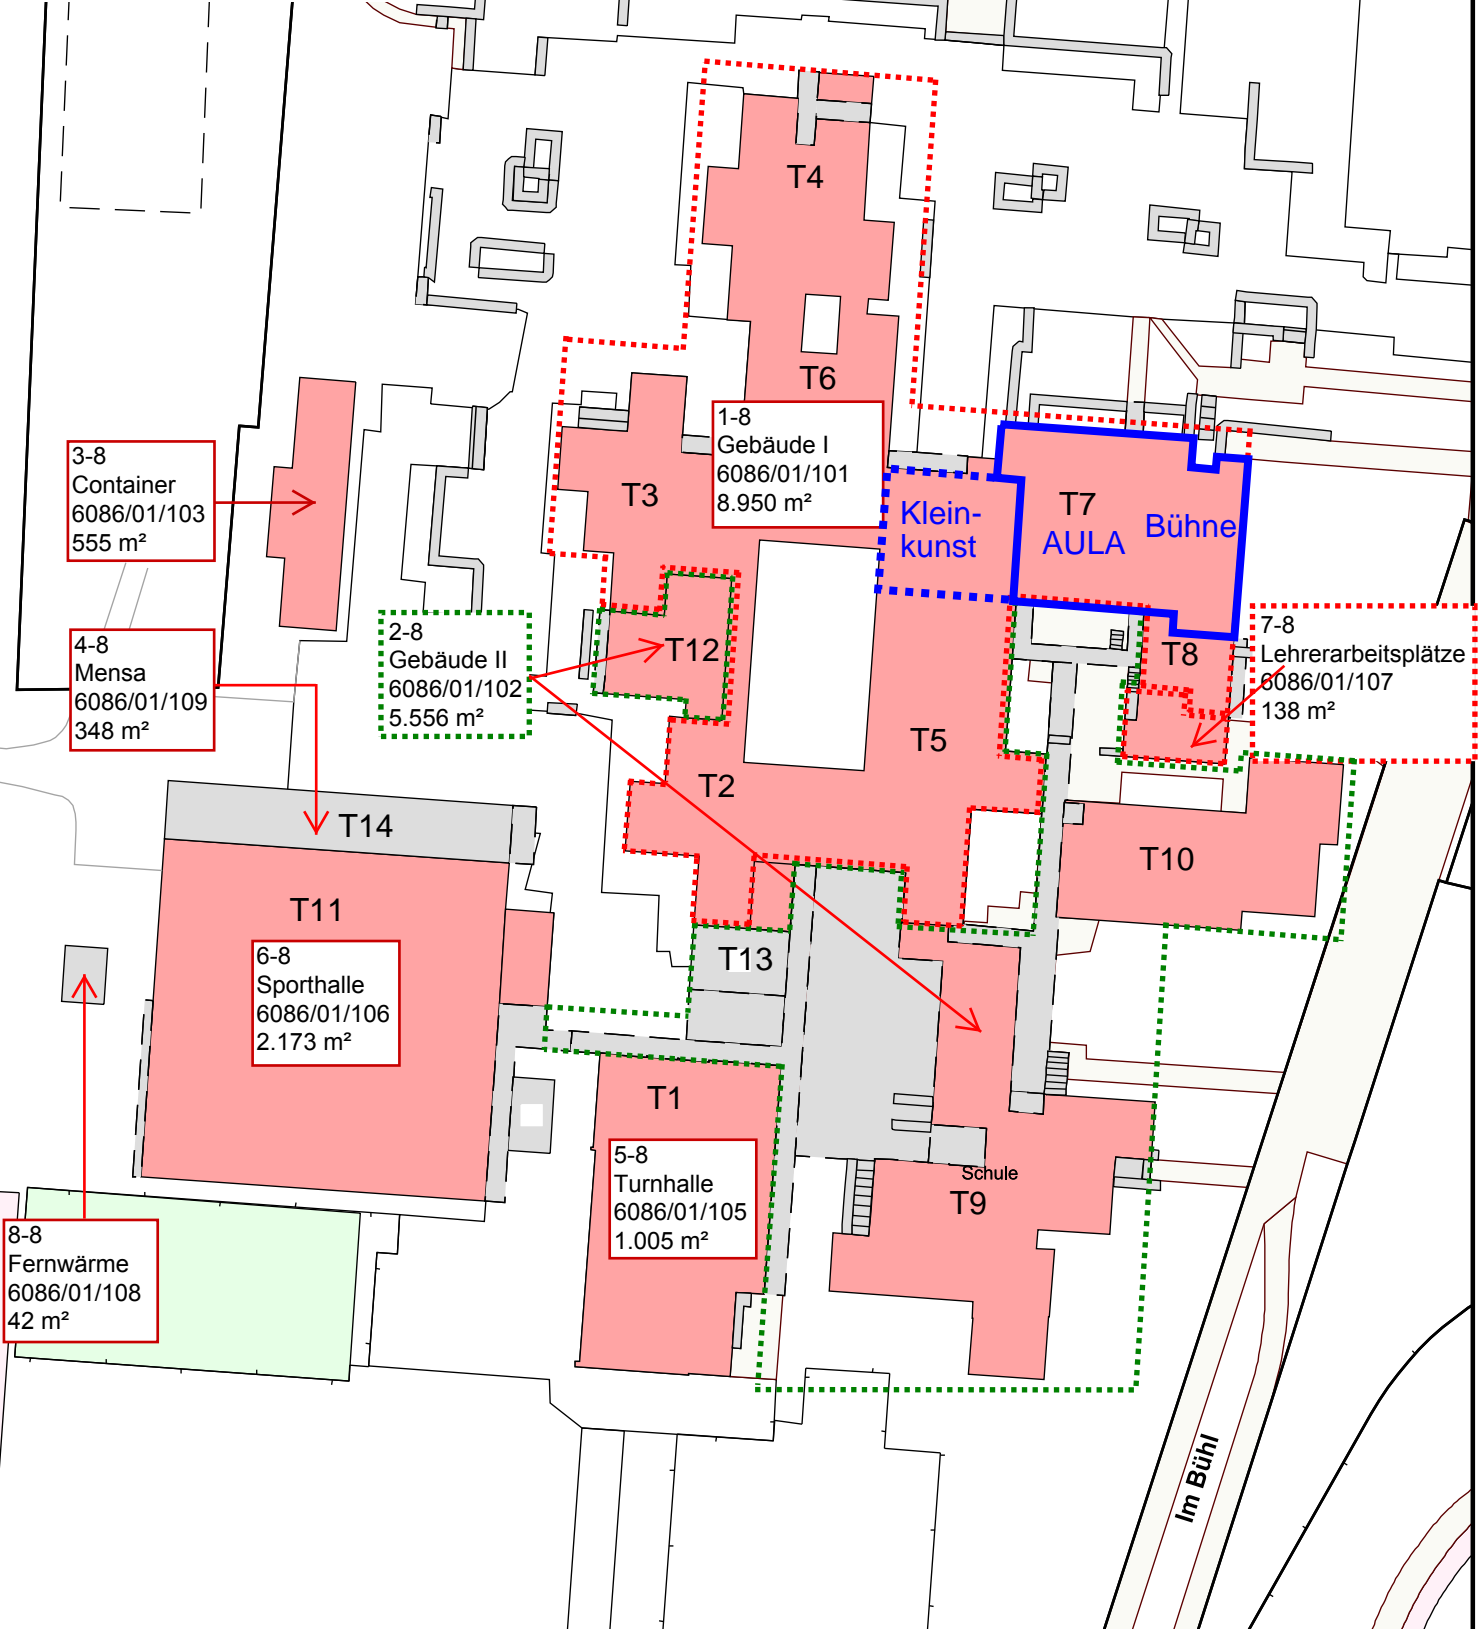 T4
T6
1-8
Gebäude I
6086/01/101
8.950 m²
3-8
Container
6086/01/103
555 m²
T3
Klein-
kunst
T7
AULA
Bühne
4-8
Mensa
6086/01/109
348 m²
2-8
Gebäude II
6086/01/102
5.556 m²
T12
T8
7-8
Lehrerarbeitsplätze
6086/01/107
138 m²
T5
T2
T14
T10
T11
6-8
Sporthalle
6086/01/106
2.173 m²
T13
T1
5-8
Turnhalle
6086/01/105
1.005 m²
Schule
T9
8-8
Fernwärme
6086/01/108
42 m²
Im Bühl